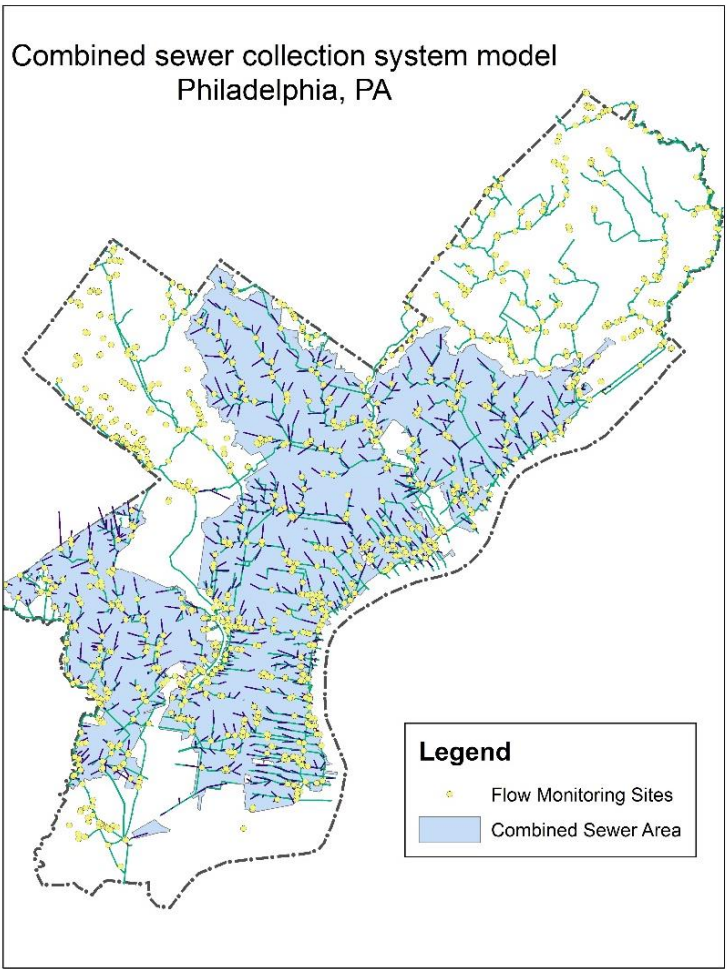 Combined sewer collection system model
Philadelphia, PA
Legend
Flow Monitoring Sites
Combined Sewer Area